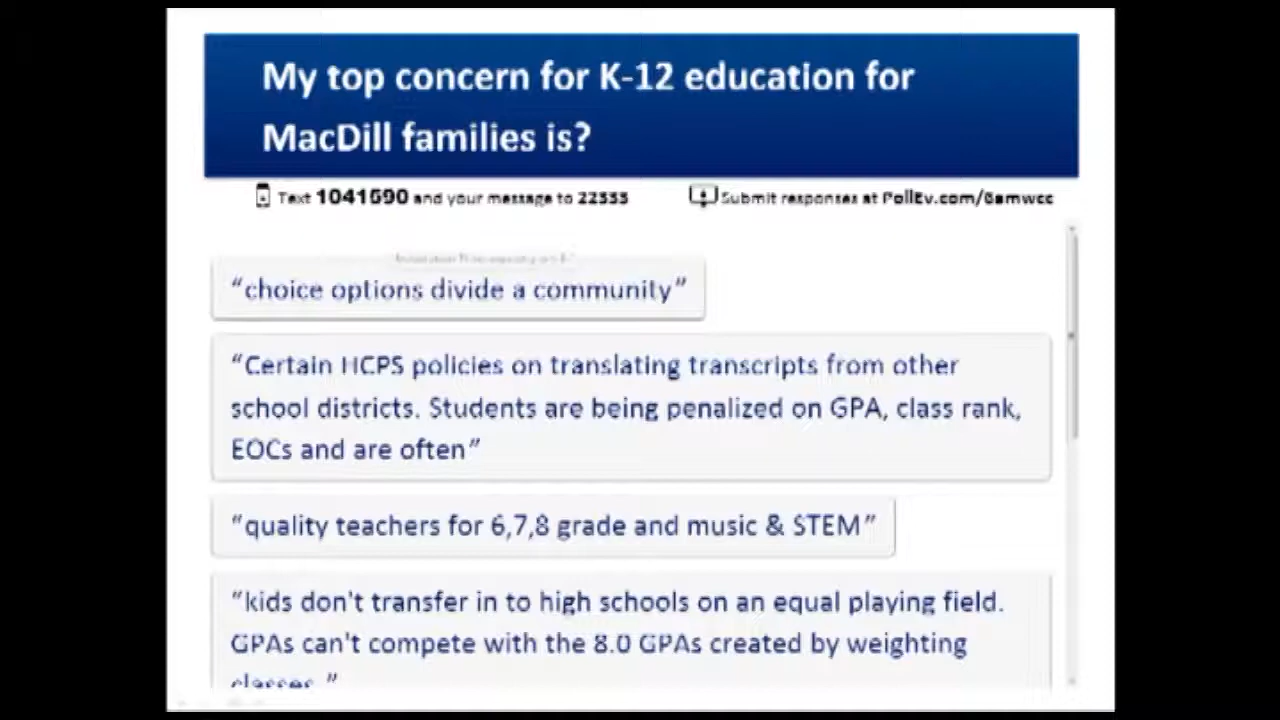 My top concern for K-12 education for
MacDill families is?
Text 1041690 and your message to 22333
Submit responses at PollEv.com/6amwcc
“choice options divide a community”
“Certain HCPS policies on translating transcripts from other
school districts. Students are being penalized on GPA, class rank,
EOCs and are often”
“quality teachers for 6,7,8 grade and music & STEM”
“kids don't transfer in to high schools on an equal playing field.
GPAs can't compete with the 8.0 GPAs created by weighting
classes.”